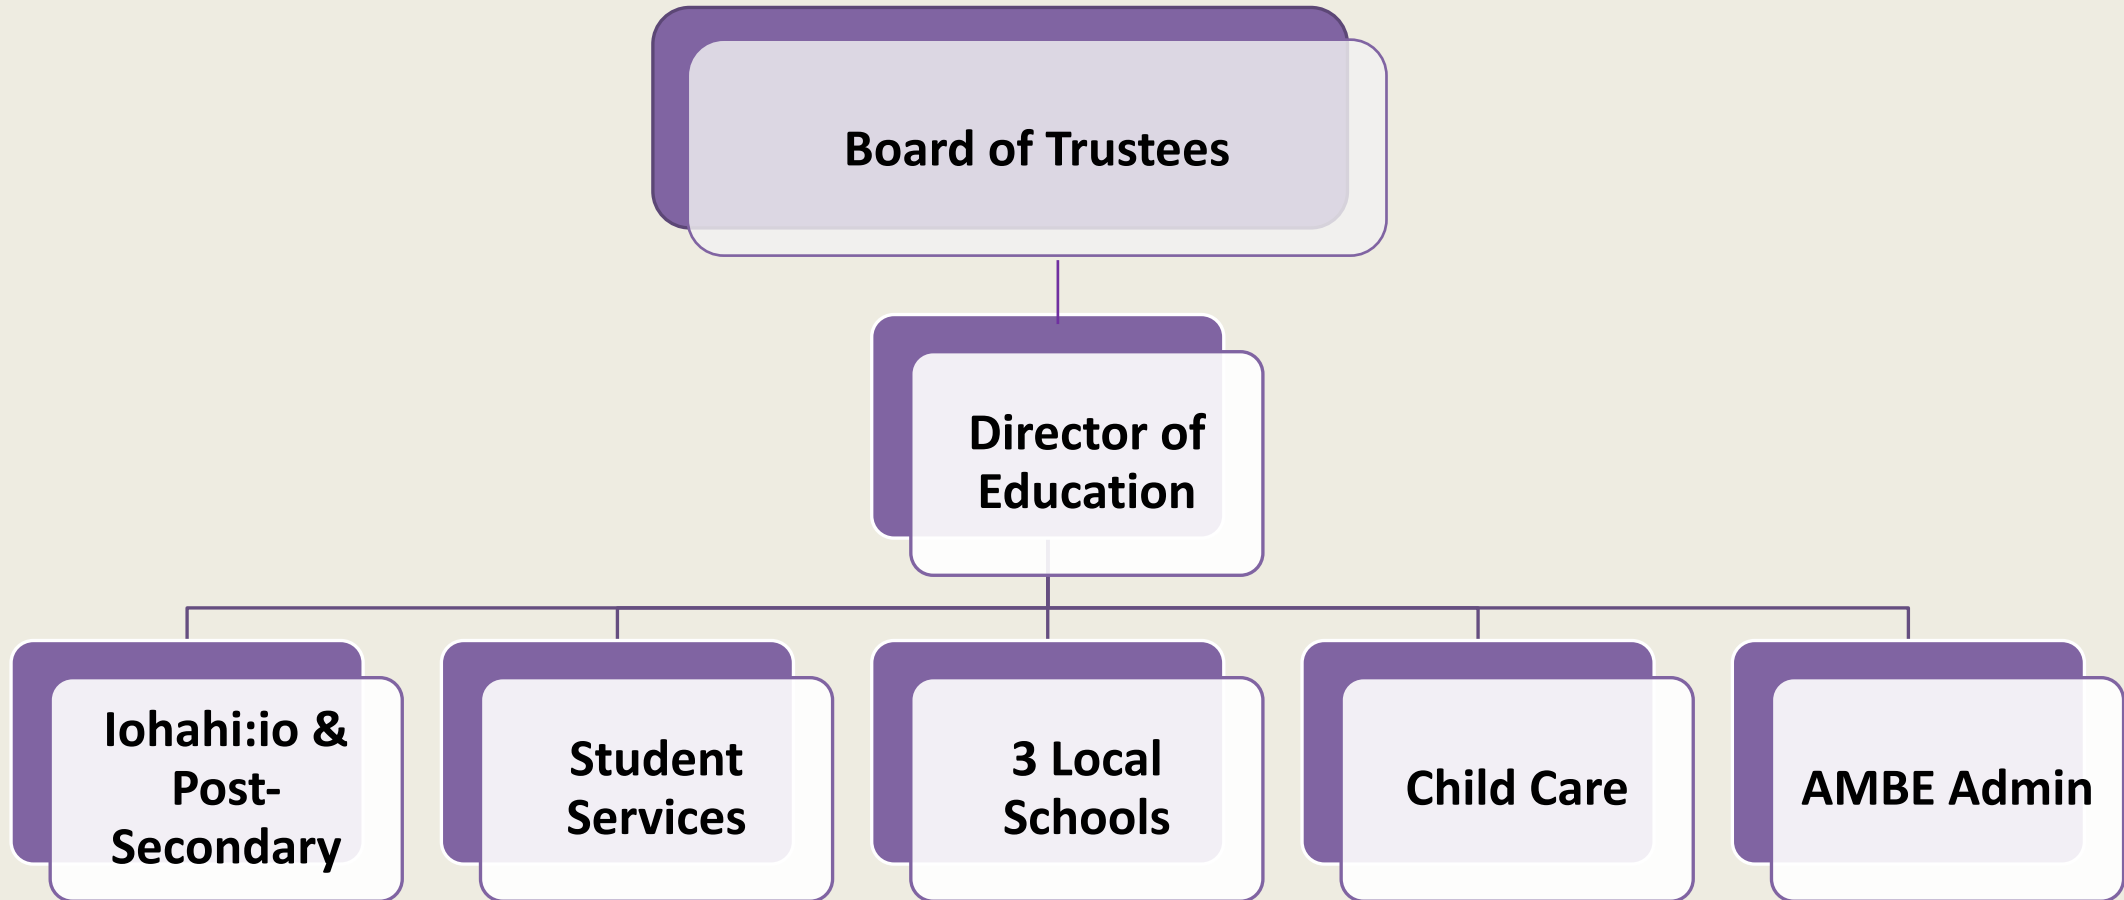 Board of Trustees
Director of
Education
Iohahi:io &
Post-
Secondary
Student
Services
3 Local
Schools
Child Care
AMBE Admin